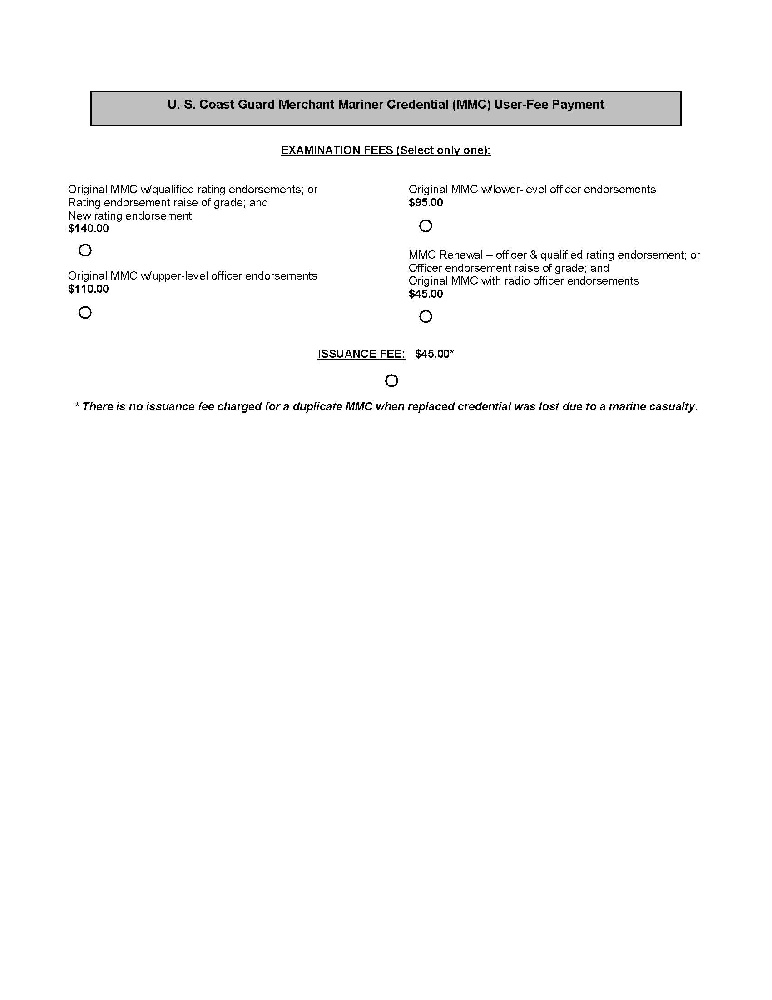 U. S. Coast Guard Merchant Mariner Credential (MMC) User-Fee Payment
EXAMINATION FEES (Select only one):
Original MMC w/qualified rating endorsements; or
Rating endorsement raise of grade; and
New rating endorsement
$140.00
Original MMC w/upper-level officer endorsements
$110.00
Original MMC w/lower-level officer endorsements
$95.00
MMC Renewal – officer & qualified rating endorsement; or
Officer endorsement raise of grade; and
Original MMC with radio officer endorsements
$45.00
ISSUANCE FEE: $45.00*
* There is no issuance fee charged for a duplicate MMC when replaced credential was lost due to a marine casualty.